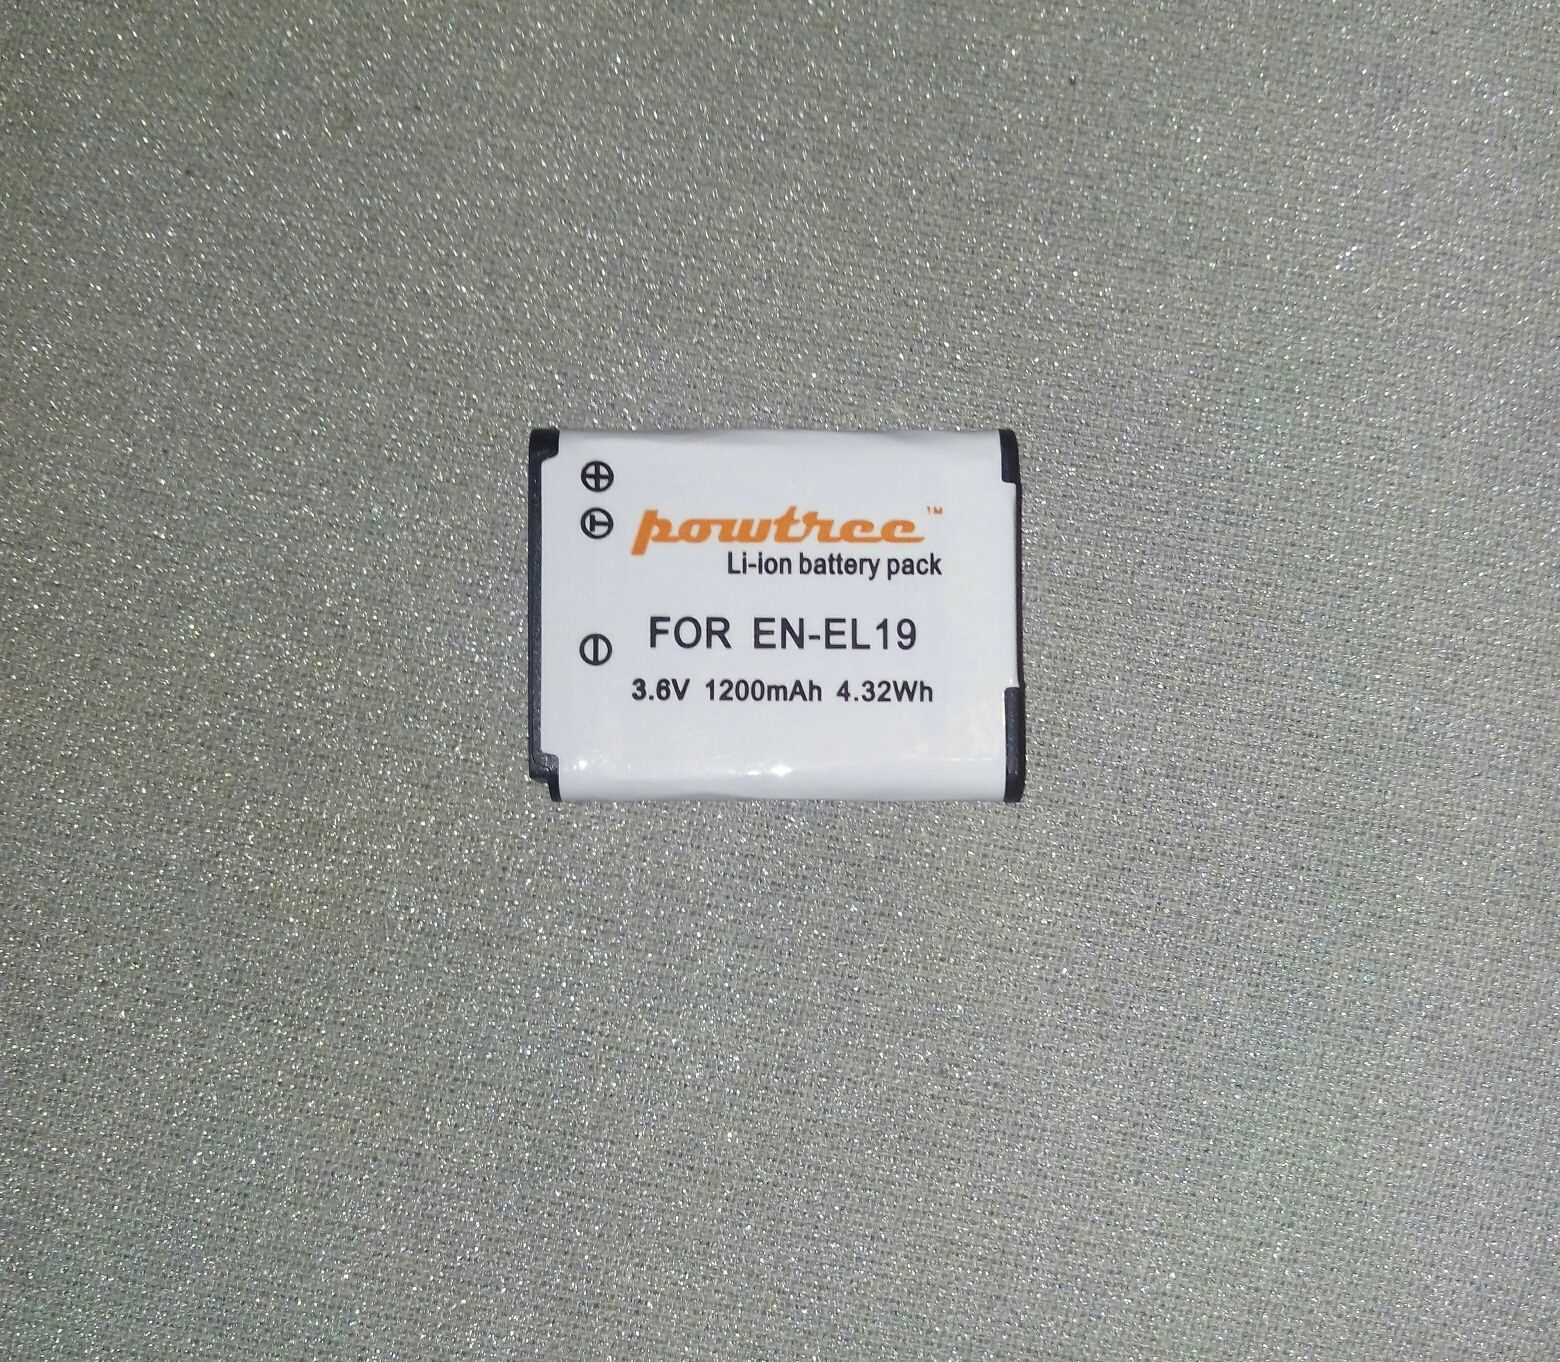 powtree™
Li-ion battery pack
FOR EN-EL19
3.6V 1200mAh 4.32Wh